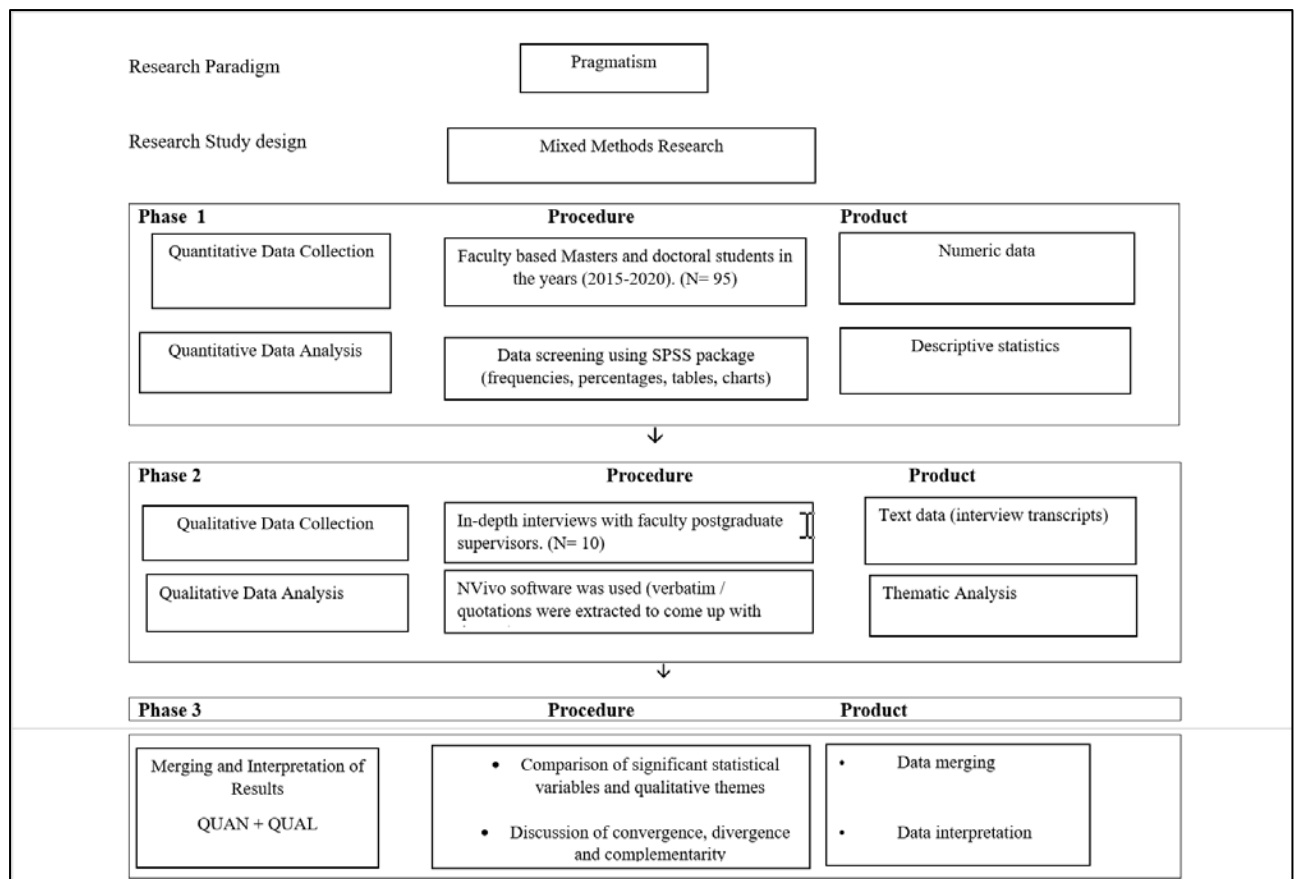 Research Paradigm
Pragmatism
Research Study design
Mixed Methods Research
Phase 1
Procedure
Product
Quantitative Data Collection
Faculty based Masters and doctoral students in
the years (2015-2020). (N= 95)
Numeric data
Quantitative Data Analysis
Data screening using SPSS package
(frequencies, percentages, tables, charts)
Descriptive statistics
Phase 2
Procedure
Product
Qualitative Data Collection
In-depth interviews with faculty postgraduate
supervisors. (N= 10)
Text data (interview transcripts)
Qualitative Data Analysis
NVivo software was used (verbatim /
quotations were extracted to come up with
Thematic Analysis
Phase 3
Procedure
Product
Merging and Interpretation of
Results
QUAN + QUAL
• Comparison of significant statistical
variables and qualitative themes
• Discussion of convergence, divergence
and complementarity
• Data merging
• Data interpretation